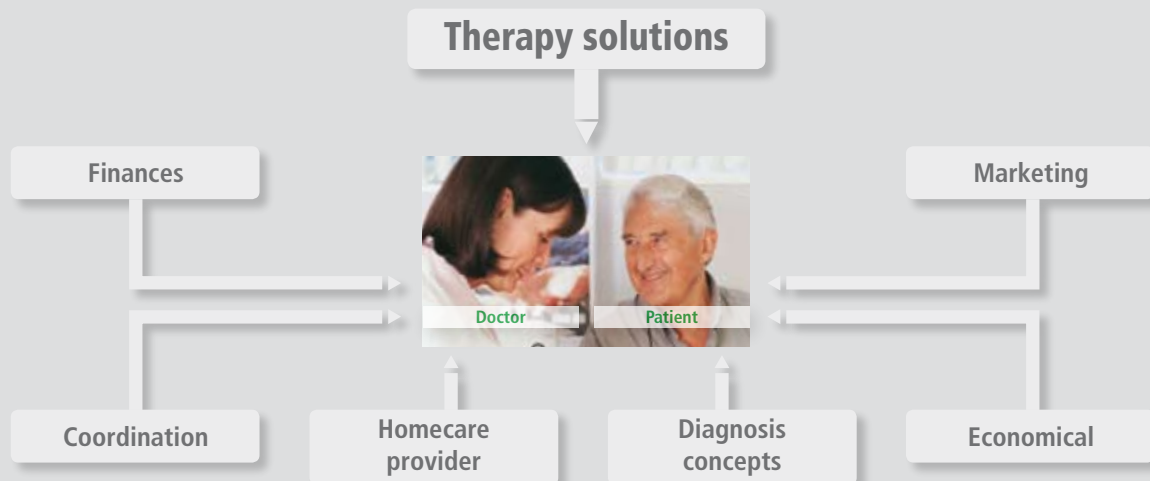 Therapy solutions
Finances
Marketing
Doctor
Patient
Coordination
Homecare
provider
Diagnosis
concepts
Economical